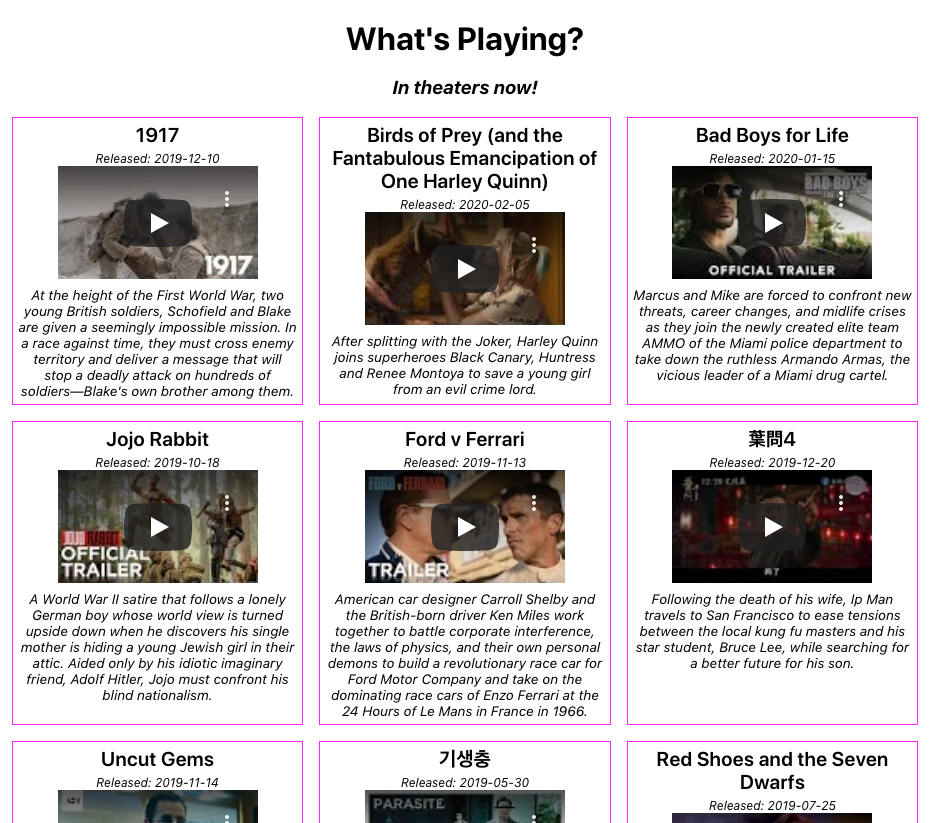 What's Playing?
In theaters now!
1917
Released: 2019-12-10
1917
At the height of the First World War, two
young British soldiers, Schofield and Blake
are given a seemingly impossible mission. In
a race against time, they must cross enemy
territory and deliver a message that will
stop a deadly attack on hundreds of
soldiers—Blake's own brother among them.
Birds of Prey (and the
Fantabulous Emancipation of
One Harley Quinn)
Released: 2020-02-05
After splitting with the Joker, Harley Quinn
joins superheroes Black Canary, Huntress
and Renee Montoya to save a young girl
from an evil crime lord.
Bad Boys for Life
Released: 2020-01-15
BAD BOYS
OFFICIAL TRAILER
Marcus and Mike are forced to confront new
threats, career changes, and midlife crises
as they join the newly created elite team
AMMO of the Miami police department to
take down the ruthless Armando Armas, the
vicious leader of a Miami drug cartel.
Jojo Rabbit
Released: 2019-10-18
JOJO RABBIT
OFFICIAL
TRAILER
A World War II satire that follows a lonely
German boy whose world view is turned
upside down when he discovers his single
mother is hiding a young Jewish girl in their
attic. Aided only by his idiotic imaginary
friend, Adolf Hitler, Jojo must confront his
blind nationalism.
Ford v Ferrari
Released: 2019-11-13
FORD v FERRARI
TRAILER
American car designer Carroll Shelby and
the British-born driver Ken Miles work
together to battle corporate interference,
the laws of physics, and their own personal
demons to build a revolutionary race car for
Ford Motor Company and take on the
dominating race cars of Enzo Ferrari at the
24 Hours of Le Mans in France in 1966.
葉問4
Released: 2019-12-20
Following the death of his wife, Ip Man
travels to San Francisco to ease tensions
between the local kung fu masters and his
star student, Bruce Lee, while searching for
a better future for his son.
Uncut Gems
Released: 2019-11-14
기생충
Released: 2019-05-30
PARASITE
Red Shoes and the Seven
Dwarfs
Released: 2019-07-25